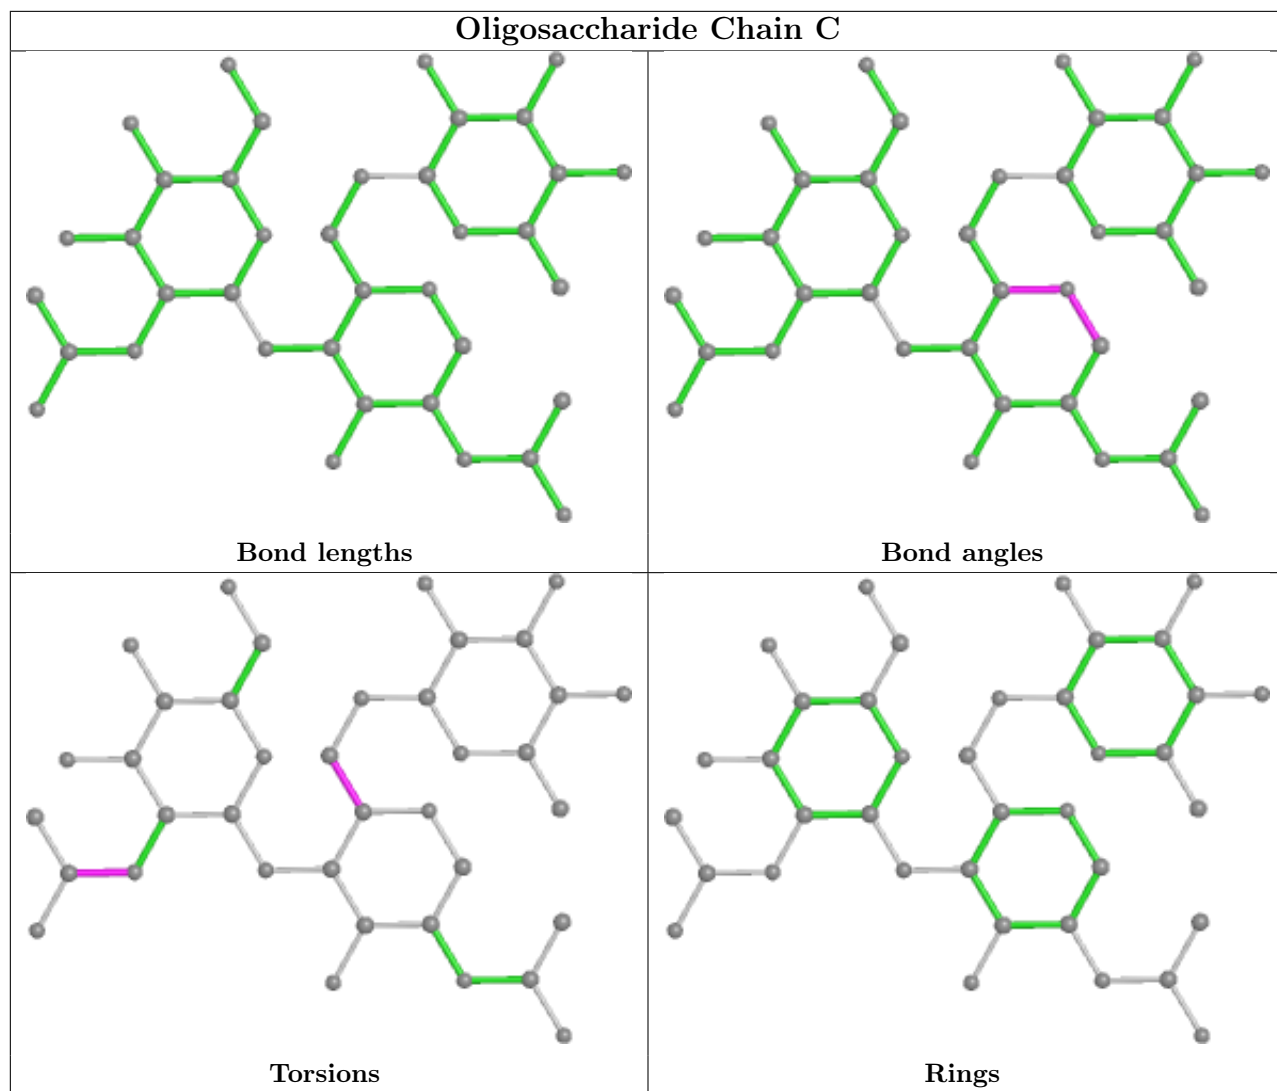 Oligosaccharide Chain C
Bond lengths
Bond angles
Torsions
Rings